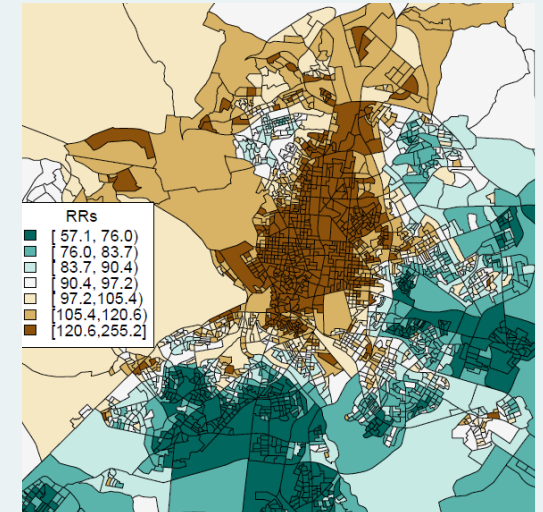 RRs
[ 57.1, 76.0)
[ 76.0, 83.7)
[ 83.7, 90.4)
[ 90.4, 97.2)
[ 97.2,105.4)
[105.4,120.6)
[120.6,255.2]